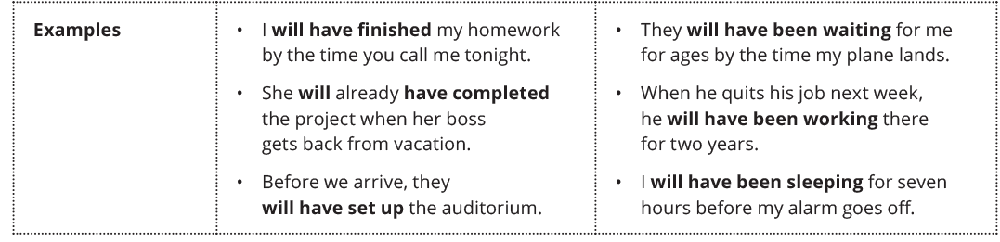 Examples
• I will have finished my homework
by the time you call me tonight.
• She will already have completed
the project when her boss
gets back from vacation.
• Before we arrive, they
will have set up the auditorium.
• They will have been waiting for me
for ages by the time my plane lands.
• When he quits his job next week,
he will have been working there
for two years.
• I will have been sleeping for seven
hours before my alarm goes off.